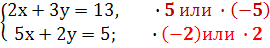 2x + 3y = 13, · 5 или · (−5)
5x + 2y = 5; · (−2)или · 2